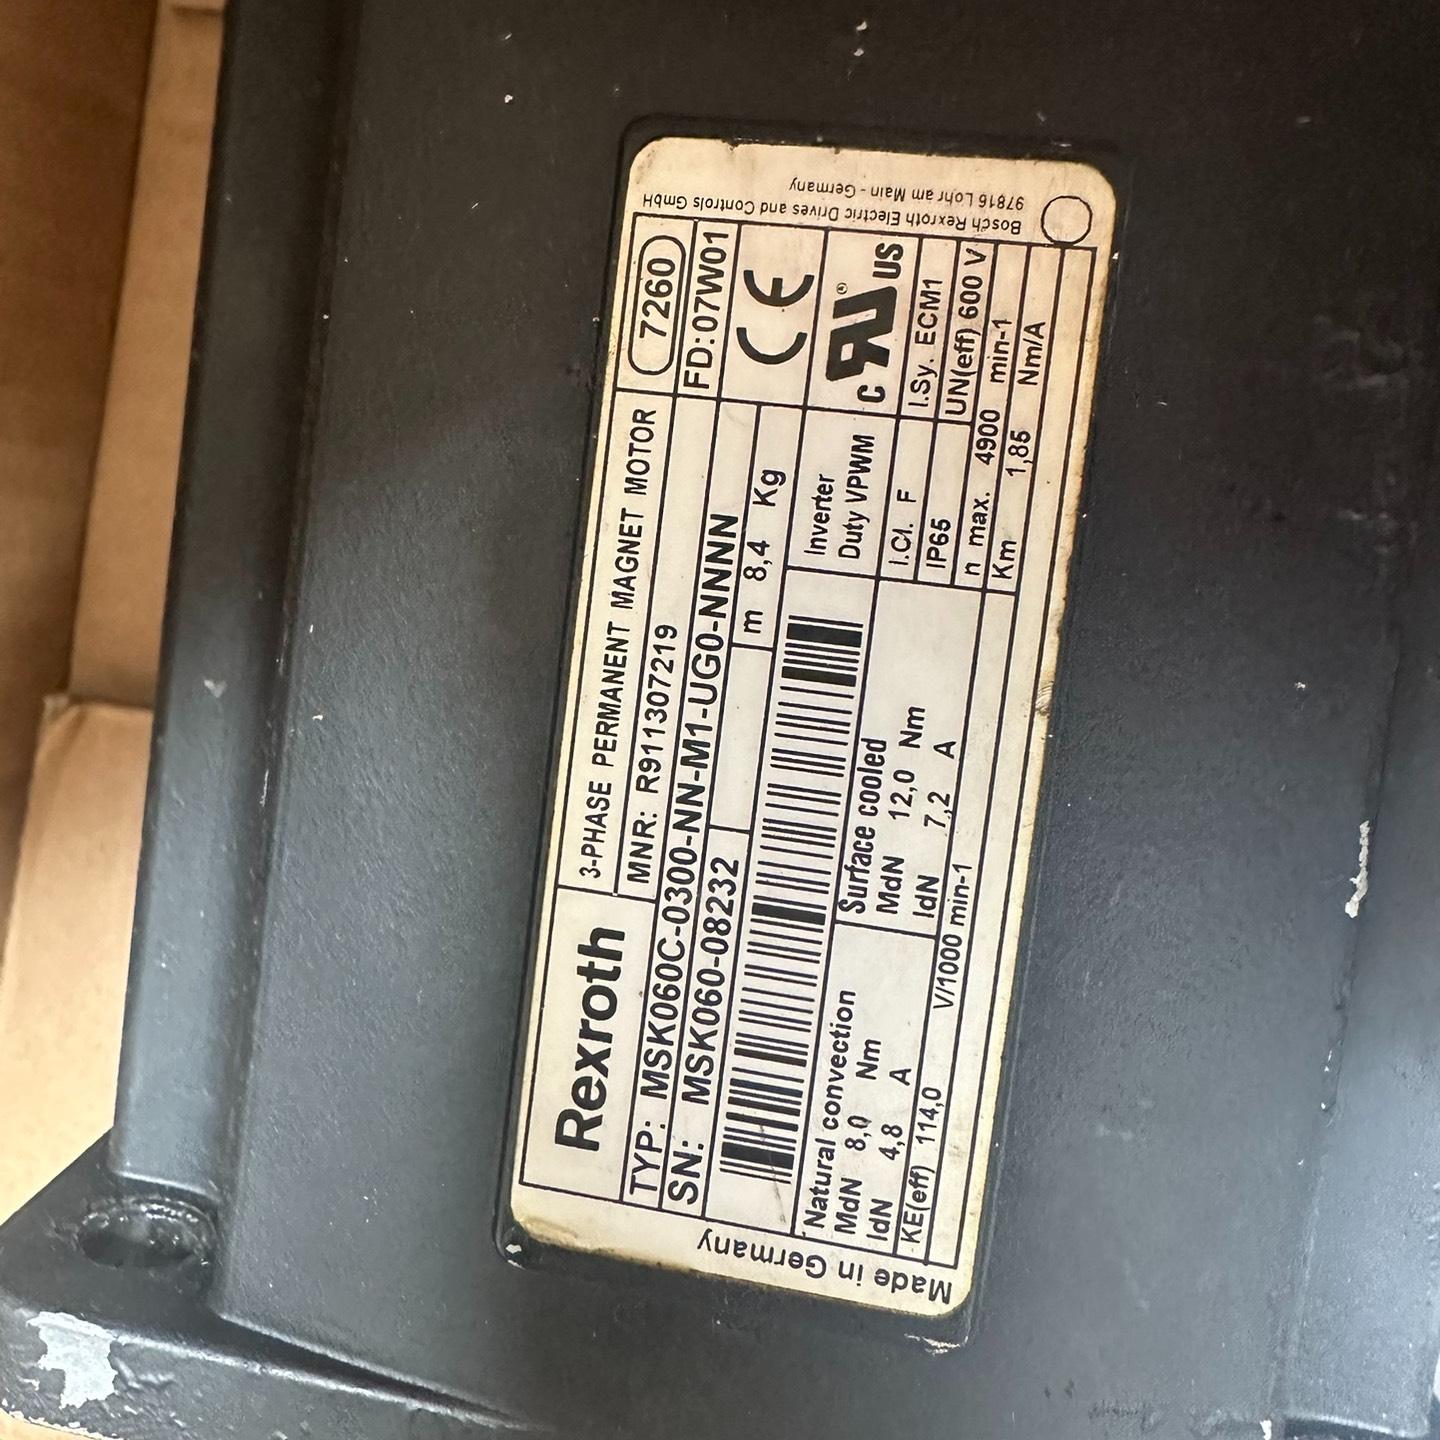 Rexroth
3-PHASE PERMANENT MAGNET MOTOR
7260
MNR: R911307219
FD:07W01
TYP: MSK060C-0300-NN-M1-UG0-NNNN
SN: MSK060-08232
m 8,4 Kg
CE
Inverter
Duty VPWM
c RU ® US
Natural convection
MdN 8,0 Nm
IdN 4,8 A
Surface cooled
MdN 12,0 Nm
IdN 7,2 A
I.Cl. F
I.Sy. ECM1
IP65
UN(eff) 600 V
n max. 4900 min-1
KE(eff) 114,0 V/1000 min-1
Km 1,85 Nm/A
Made in Germany
Bosch Rexroth Electric Drives and Controls GmbH
97816 Lohr am Main - Germany